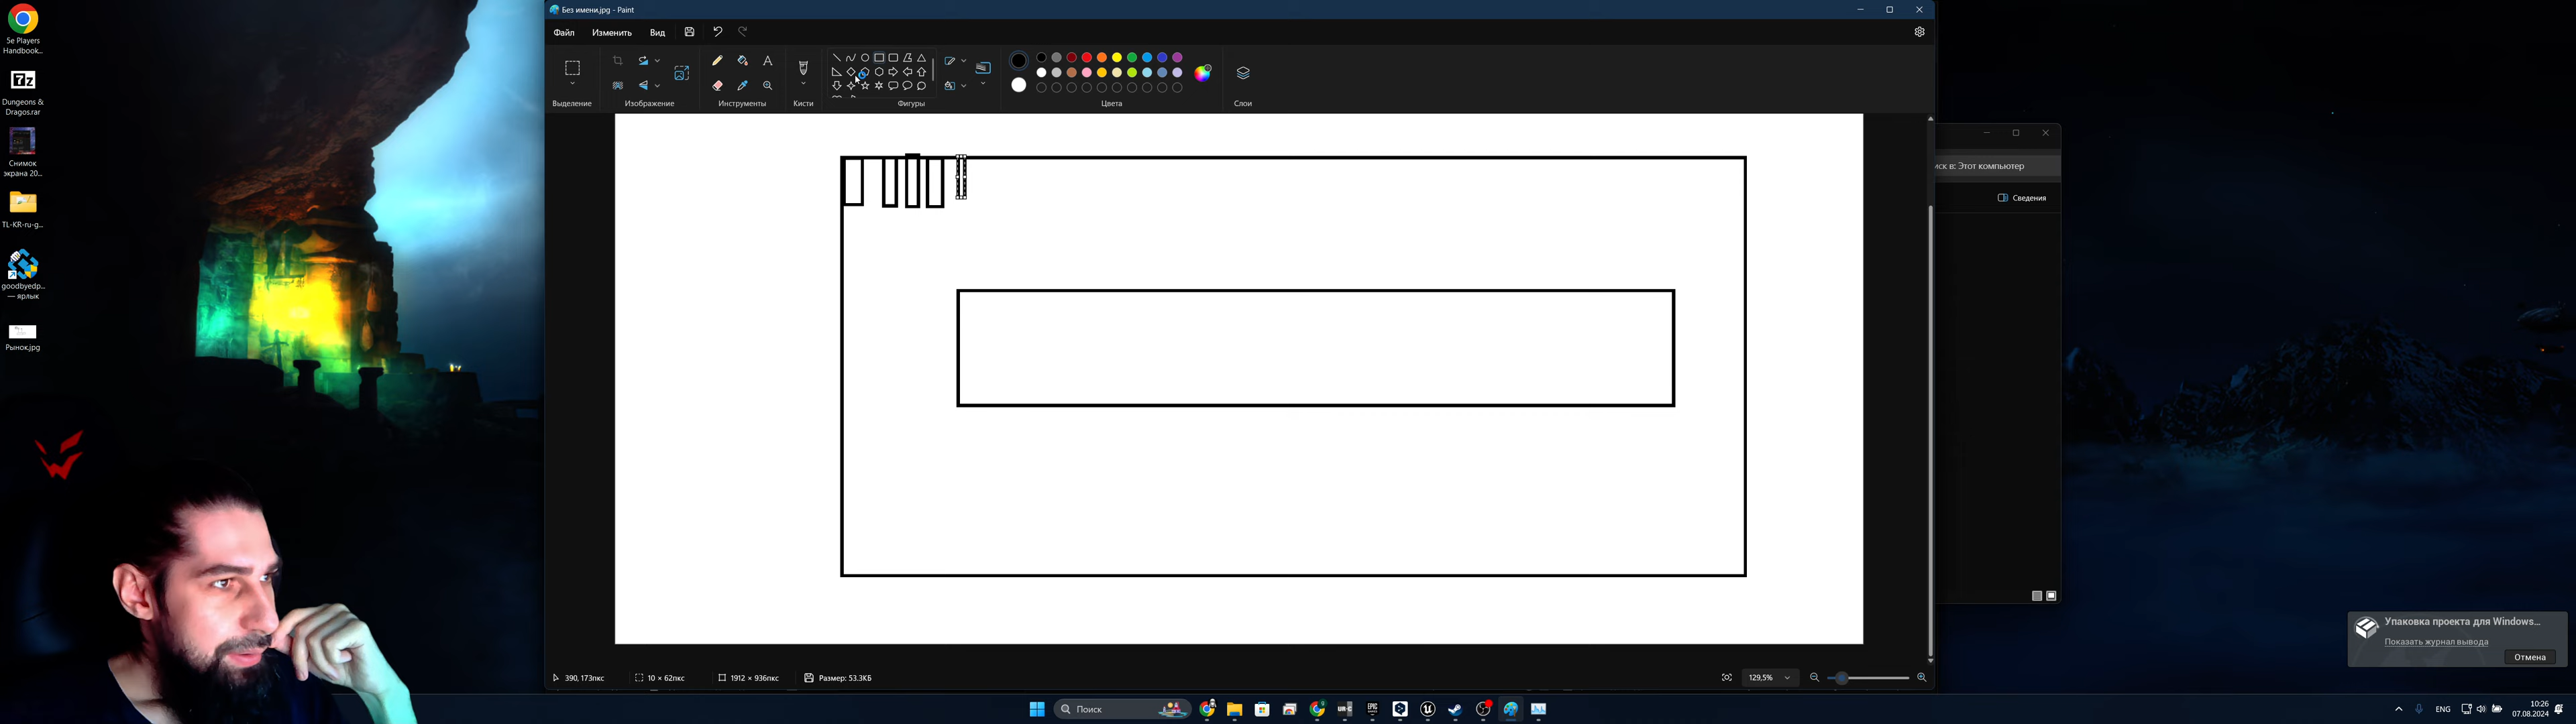 5e Players
Handbook...
Dungeons &
Dragos.rar
Снимок
экрана 20...
TL-KR-ru-g...
goodbyedp...
— ярлык
Рынок.jpg
Без имени.jpg - Paint
Файл Изменить Вид
Выделение Изображение Инструменты Кисти Фигуры Цвета Слои
иск в: Этот компьютер
Сведения
Упаковка проекта для Windows...
Показать журнал вывода
Отмена
390, 173пкс 10 × 62пкс 1912 × 936пкс Размер: 53.3КБ 129,5%
Поиск
ENG
10:26
07.08.2024